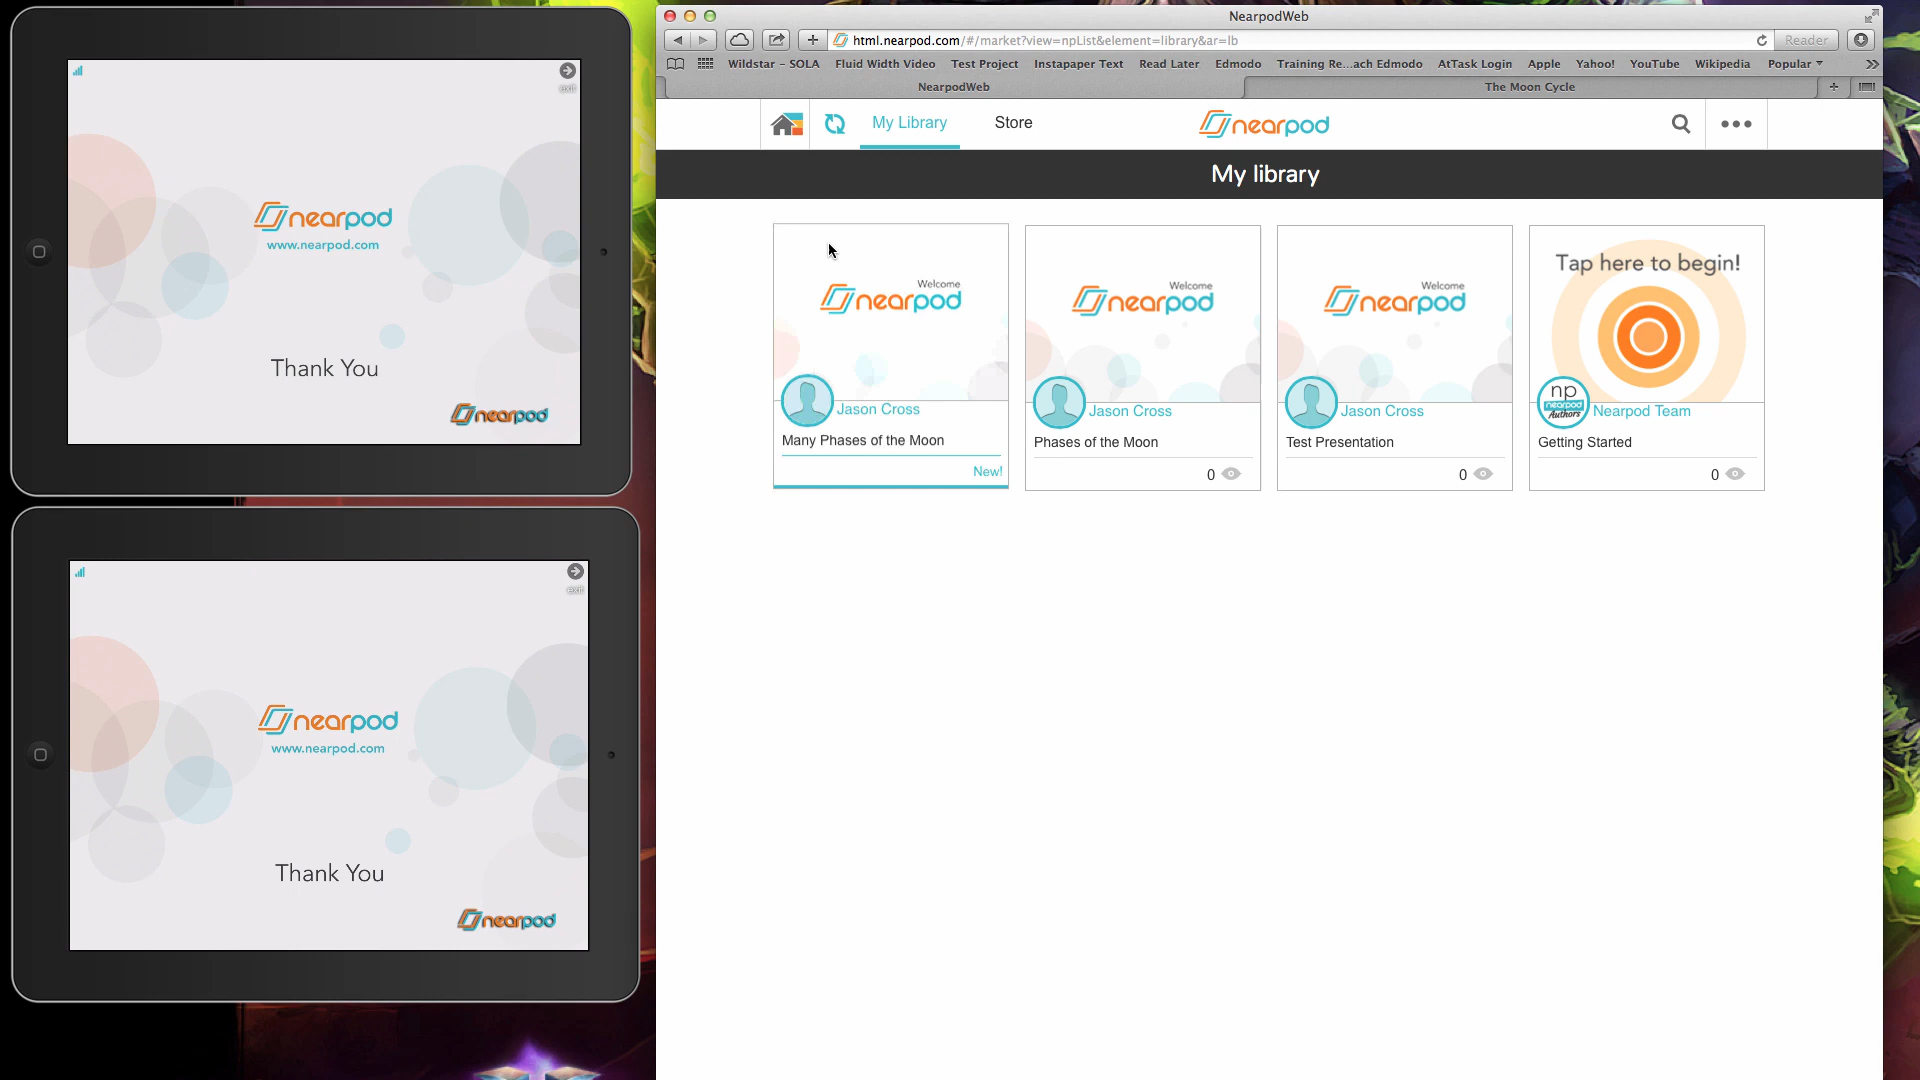 exit
nearpod
www.nearpod.com
Thank You
nearpod
exit
nearpod
www.nearpod.com
Thank You
nearpod
NearpodWeb
html.nearpod.com/#/market?view=npList&element=library&ar=lb
Reader
Wildstar – SOLA Fluid Width Video Test Project Instapaper Text Read Later Edmodo Training Re...ach Edmodo AtTask Login Apple Yahoo! YouTube Wikipedia Popular
NearpodWeb The Moon Cycle
My Library Store nearpod
My library
Welcome
nearpod
Jason Cross
Many Phases of the Moon
New!
Welcome
nearpod
Jason Cross
Phases of the Moon
0
Welcome
nearpod
Jason Cross
Test Presentation
0
Tap here to begin!
np
nearpod
Authors
Nearpod Team
Getting Started
0